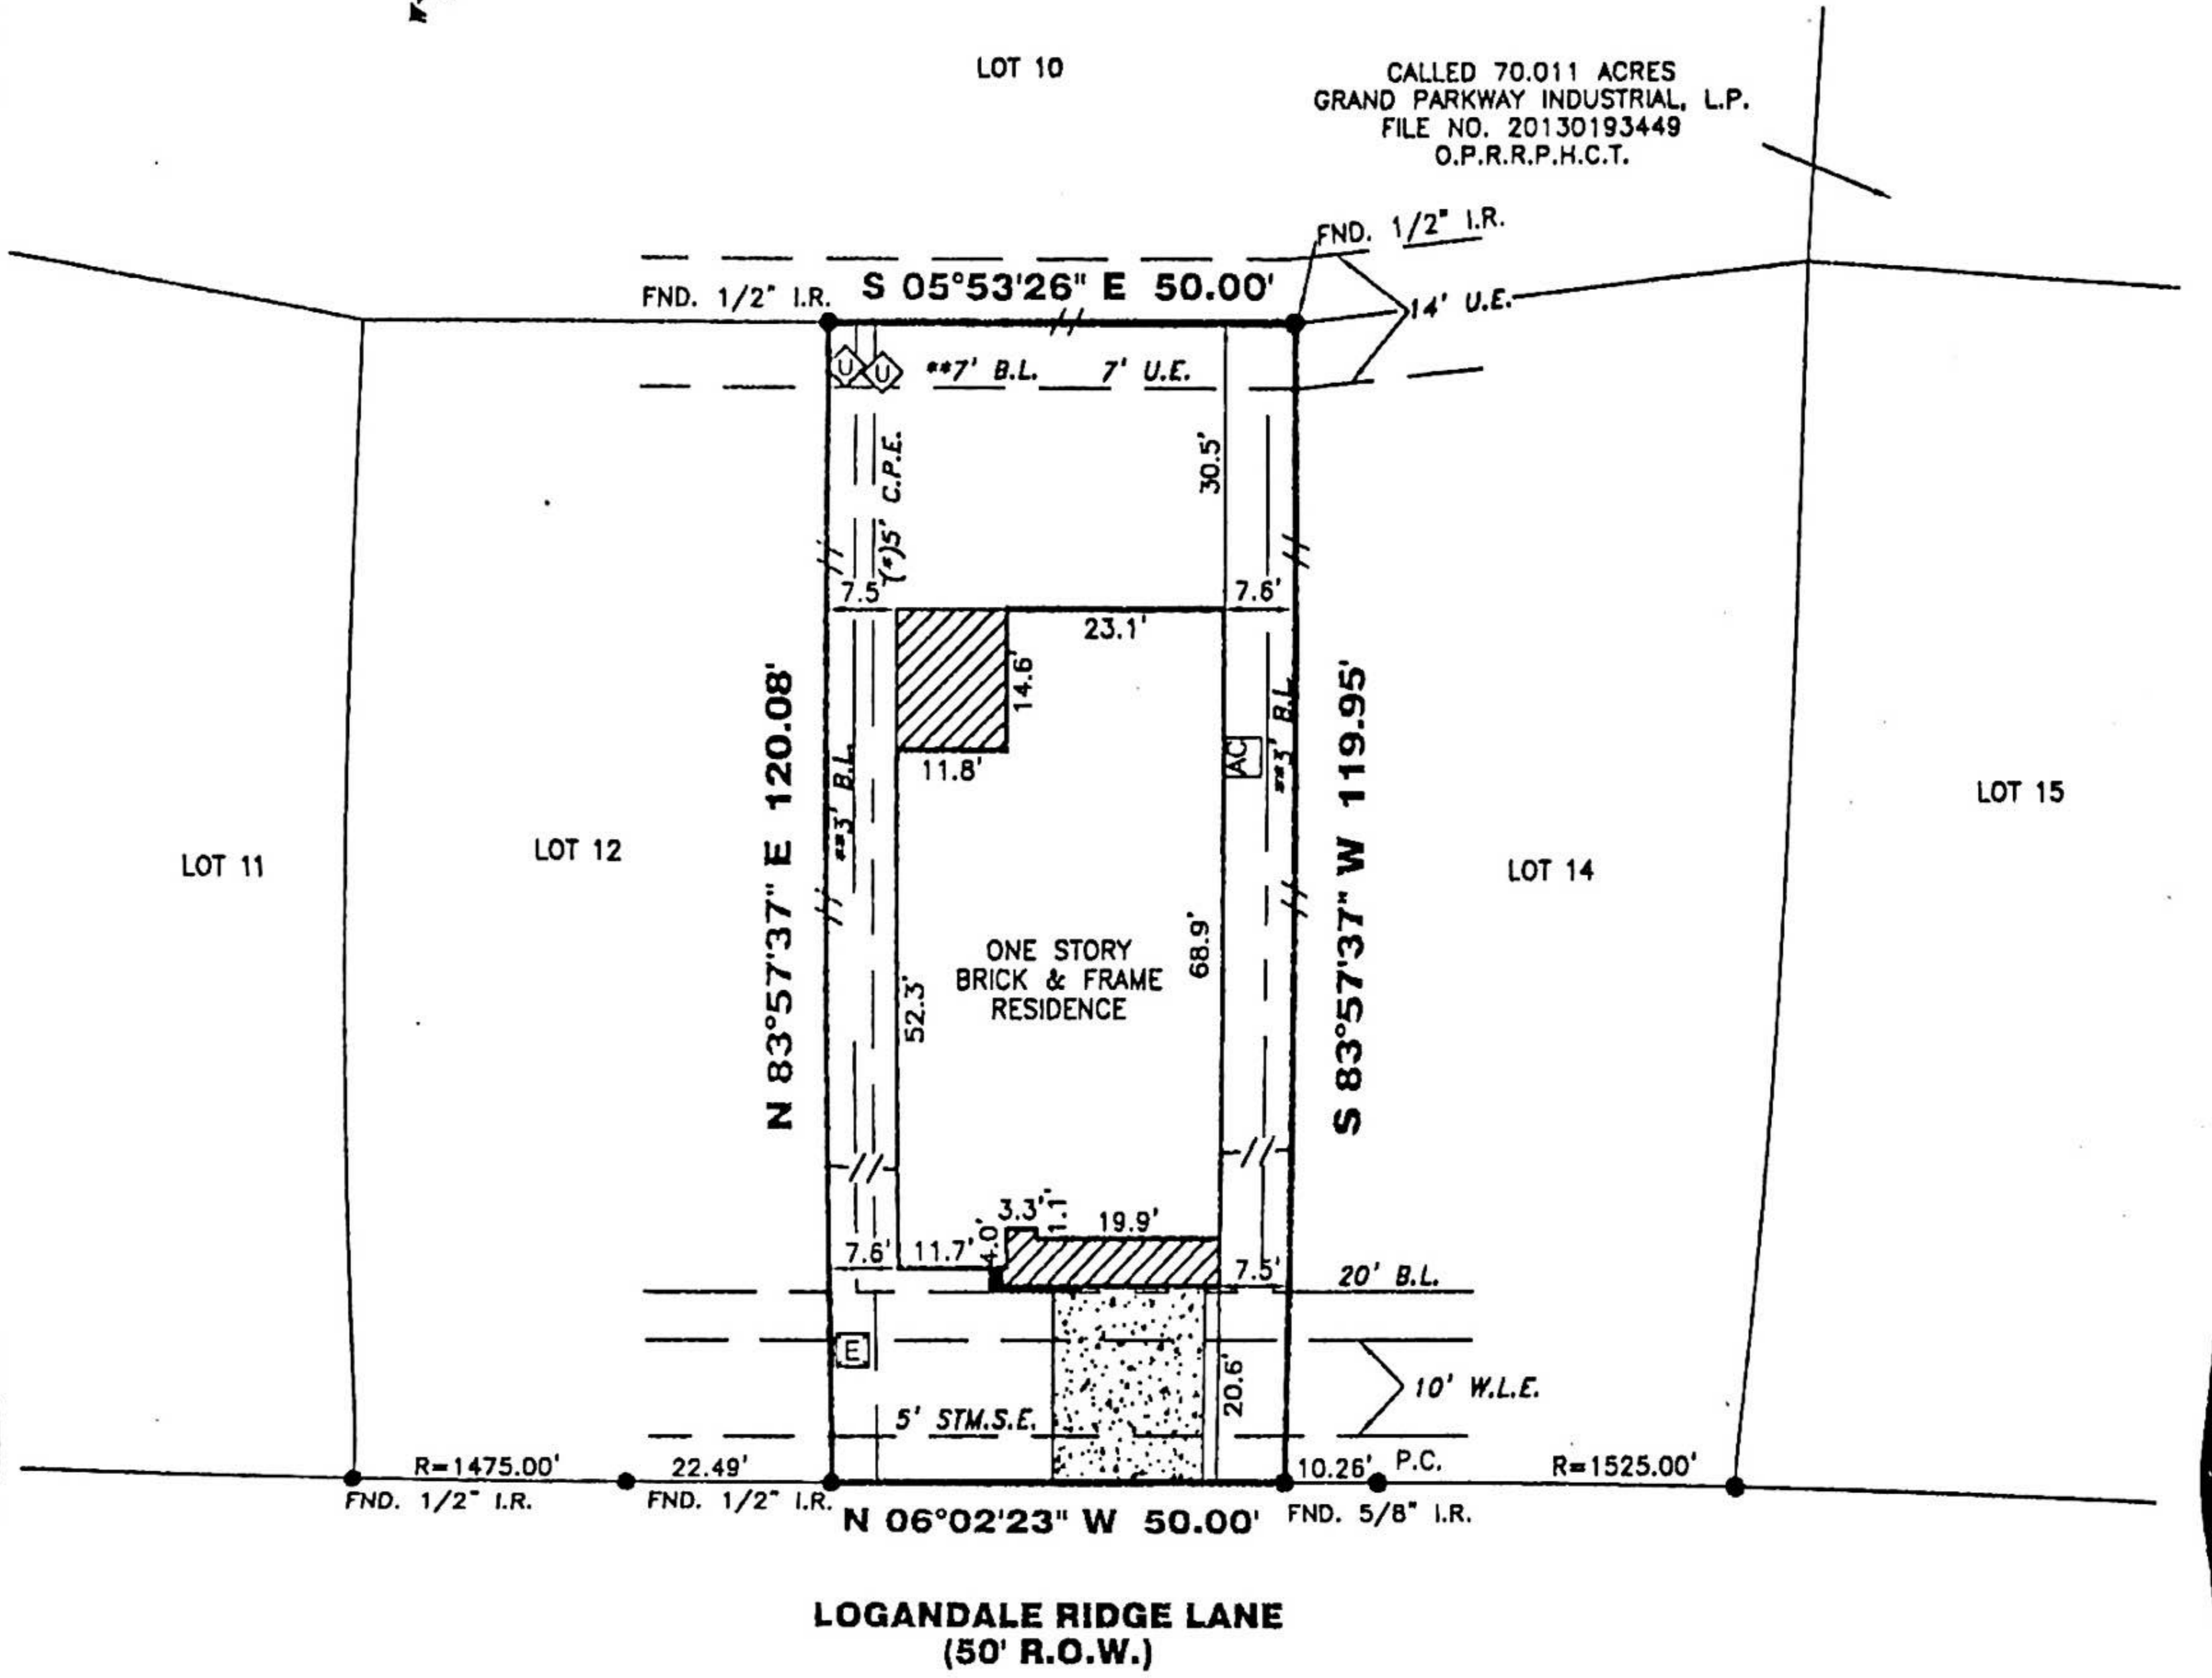 LOT 10
CALLED 70.011 ACRES
GRAND PARKWAY INDUSTRIAL, L.P.
FILE NO. 20130193449
O.P.R.R.P.H.C.T.
FND. 1/2" I.R.
FND. 1/2" I.R.
S 05°53'26" E 50.00'
14' U.E.
U
U
**7' B.L.
7' U.E.
(*)5' C.P.E.
30.5'
7.5'
7.6'
23.1'
14.6'
11.8'
N 83°57'37" E 120.08'
**3' B.L.
AC
**3' B.L.
S 83°57'37" W 119.95'
LOT 11
LOT 12
LOT 14
LOT 15
ONE STORY
BRICK & FRAME
RESIDENCE
52.3'
68.9'
3.3'
1.1'
19.9'
7.6'
11.7'
4.0'
7.5'
20' B.L.
E
20.6'
10' W.L.E.
5' STM.S.E.
R=1475.00'
22.49'
10.26'
P.C.
R=1525.00'
FND. 1/2" I.R.
FND. 1/2" I.R.
N 06°02'23" W 50.00'
FND. 5/8" I.R.
LOGANDALE RIDGE LANE
(50' R.O.W.)